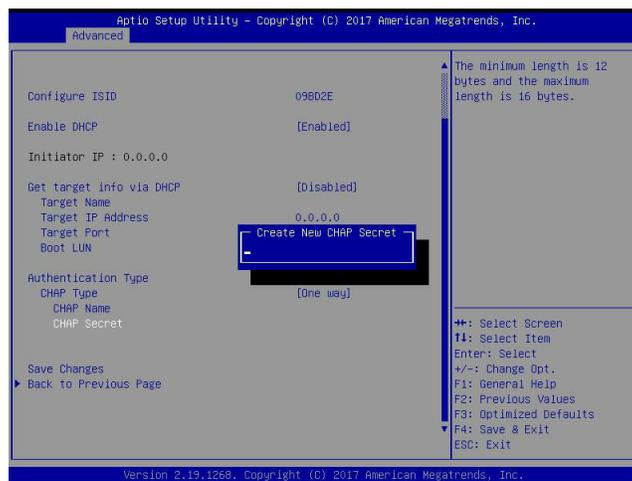 Aptio Setup Utility – Copyright (C) 2017 American Megatrends, Inc.
Advanced
Configure ISID 09BD2E
Enable DHCP [Enabled]
Initiator IP : 0.0.0.0
Get target info via DHCP [Disabled]
Target Name
Target IP Address 0.0.0.0
Target Port
Boot LUN
Authentication Type
CHAP Type [One way]
CHAP Name
CHAP Secret
Save Changes
Back to Previous Page
Create New CHAP Secret
The minimum length is 12
bytes and the maximum
length is 16 bytes.
→←: Select Screen
↑↓: Select Item
Enter: Select
+/-: Change Opt.
F1: General Help
F2: Previous Values
F3: Optimized Defaults
F4: Save & Exit
ESC: Exit
Version 2.19.1268. Copyright (C) 2017 American Megatrends, Inc.